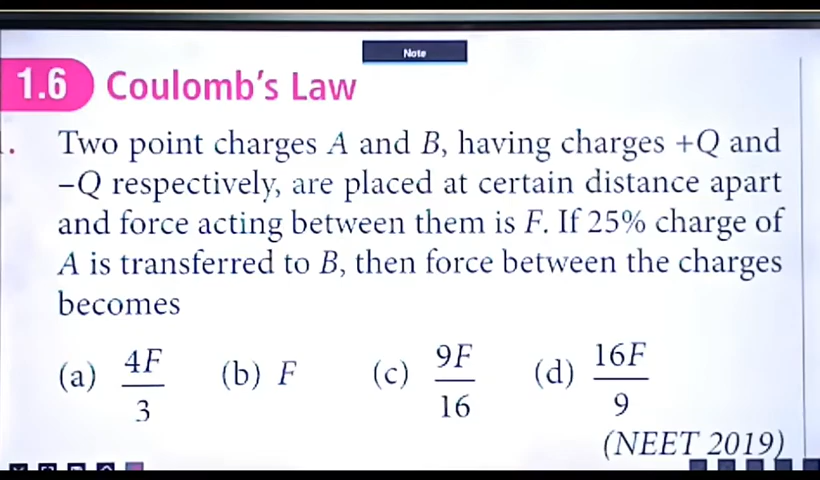 Note
1.6 Coulomb's Law
Two point charges A and B, having charges +Q and
−Q respectively, are placed at certain distance apart
and force acting between them is F. If 25% charge of
A is transferred to B, then force between the charges
becomes
(a) 4F/3 (b) F (c) 9F/16 (d) 16F/9
(NEET 2019)